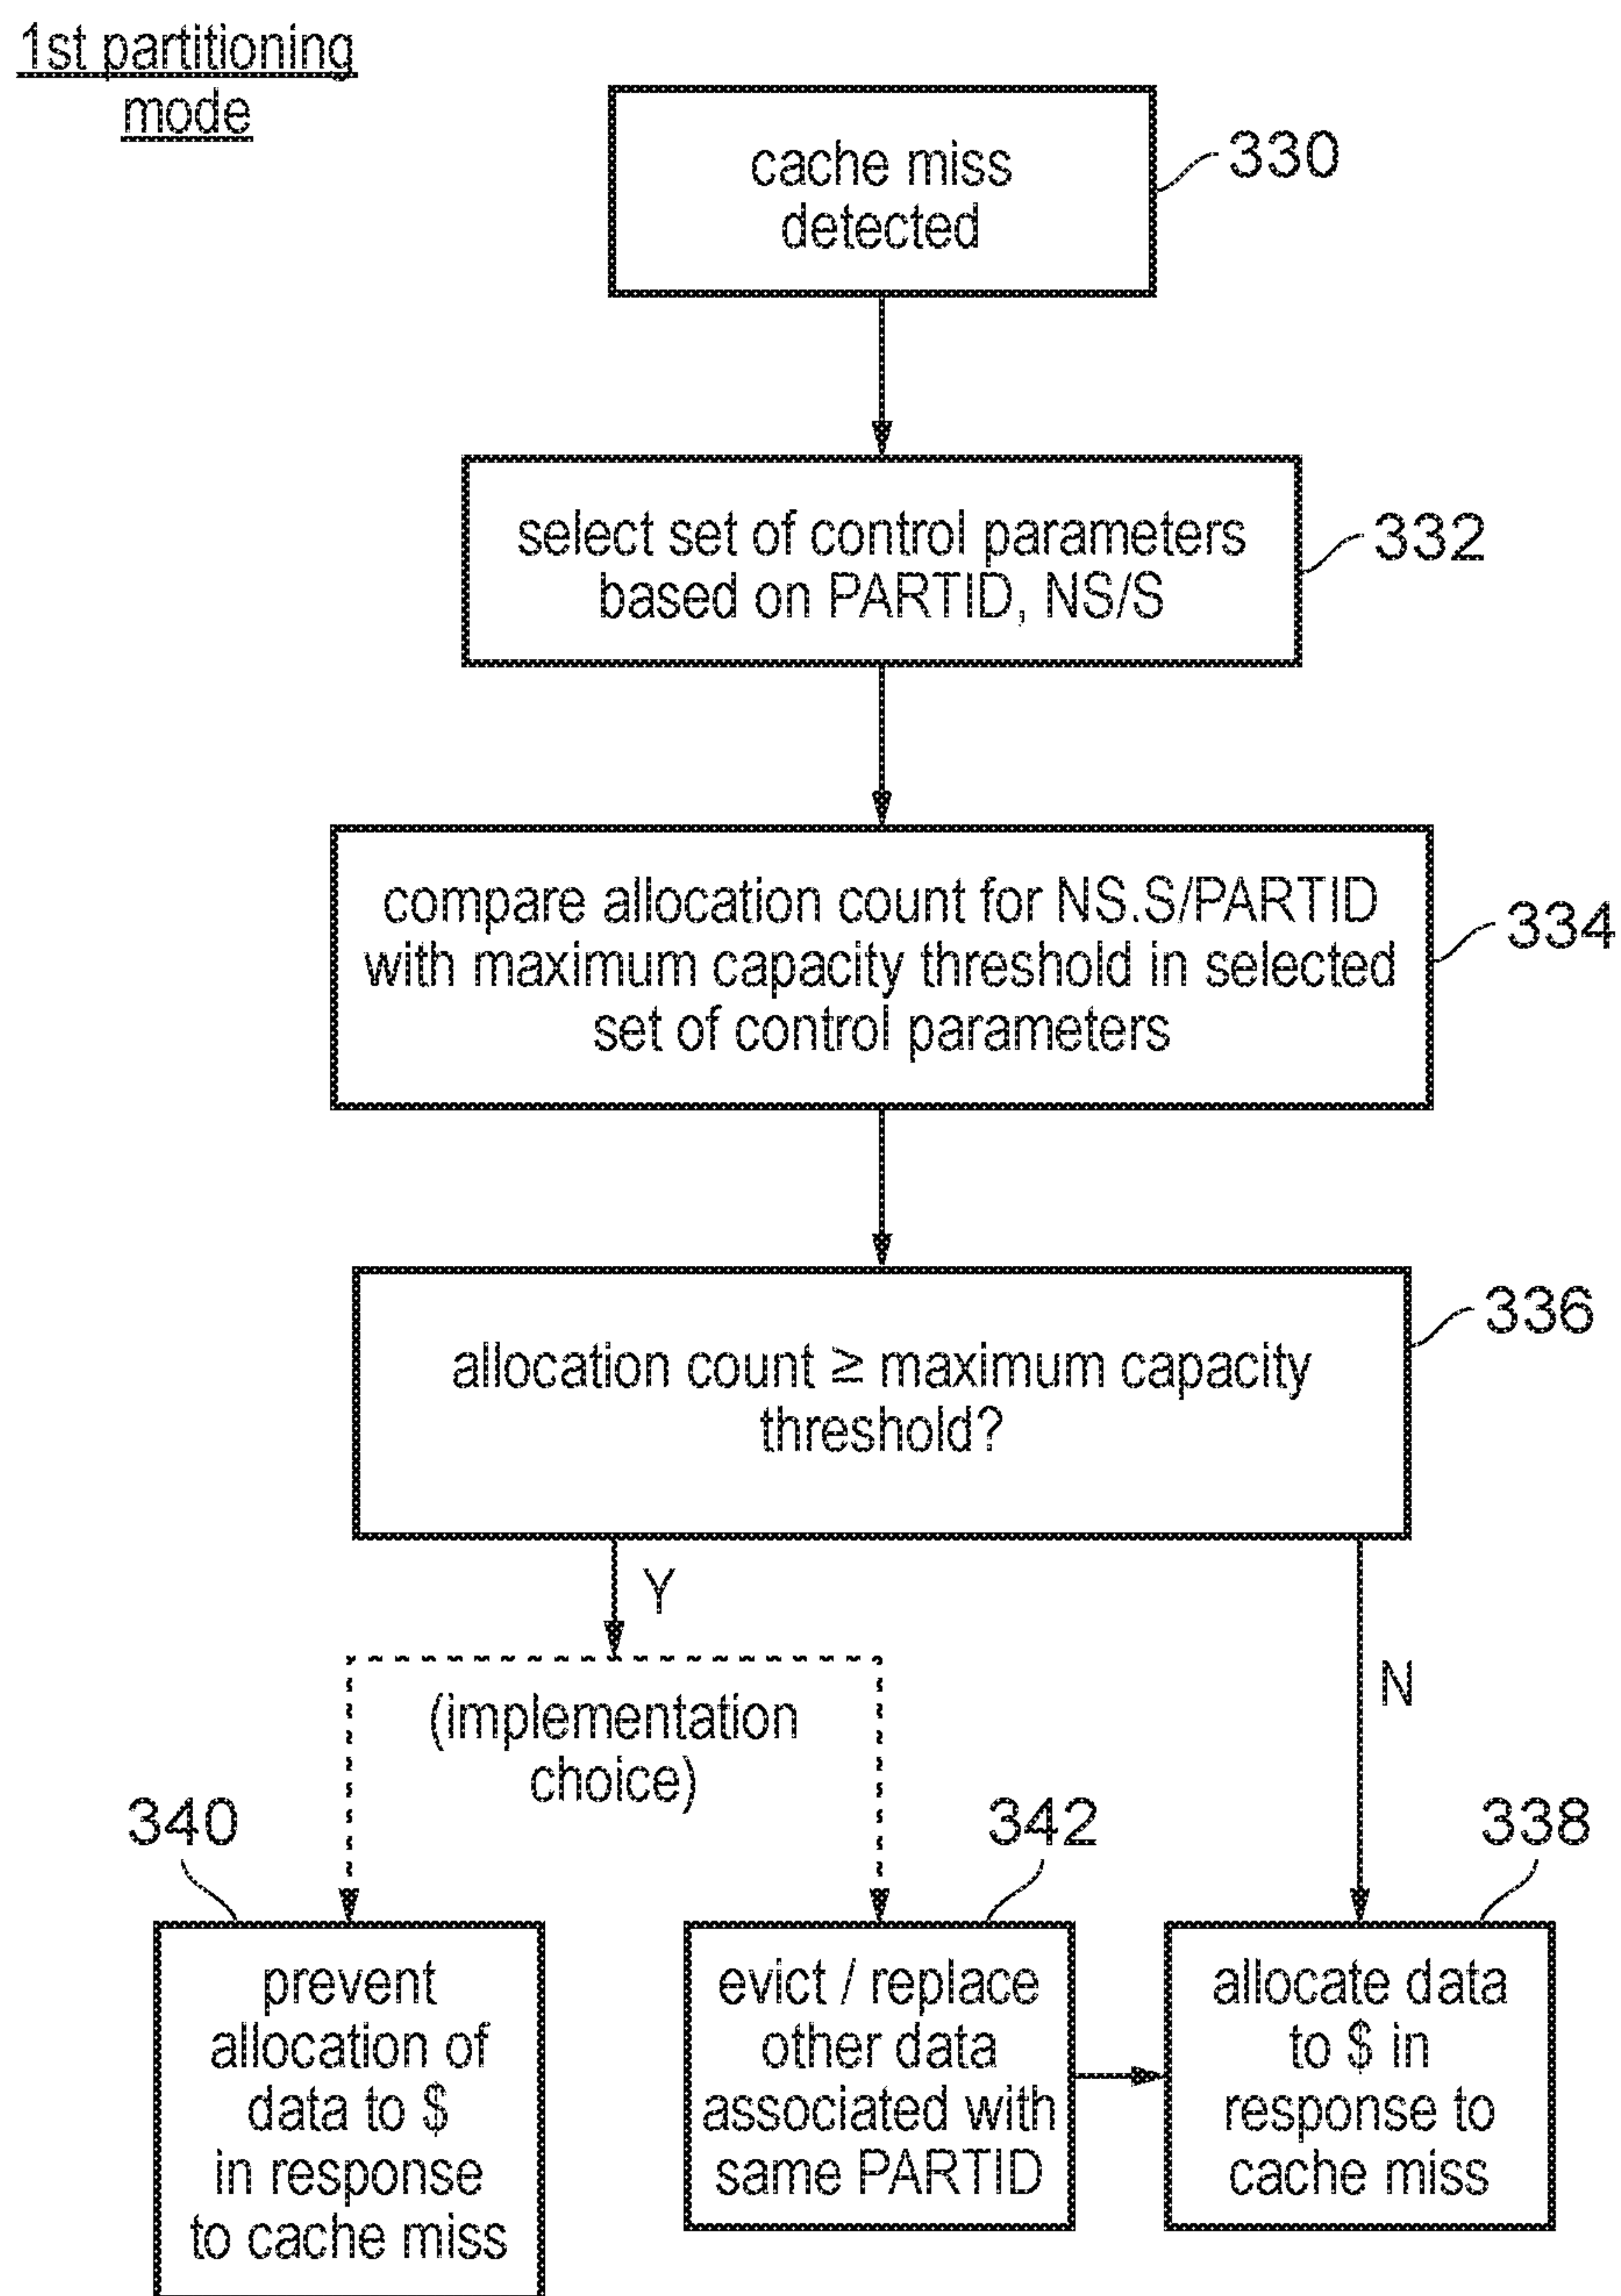 1st partitioning
mode
cache miss
detected
330
select set of control parameters
based on PARTID, NS/S
332
compare allocation count for NS.S/PARTID
with maximum capacity threshold in selected
set of control parameters
334
allocation count ≥ maximum capacity
threshold?
336
Y
N
(implementation
choice)
340
prevent
allocation of
data to $
in response
to cache miss
342
evict / replace
other data
associated with
same PARTID
338
allocate data
to $ in
response to
cache miss